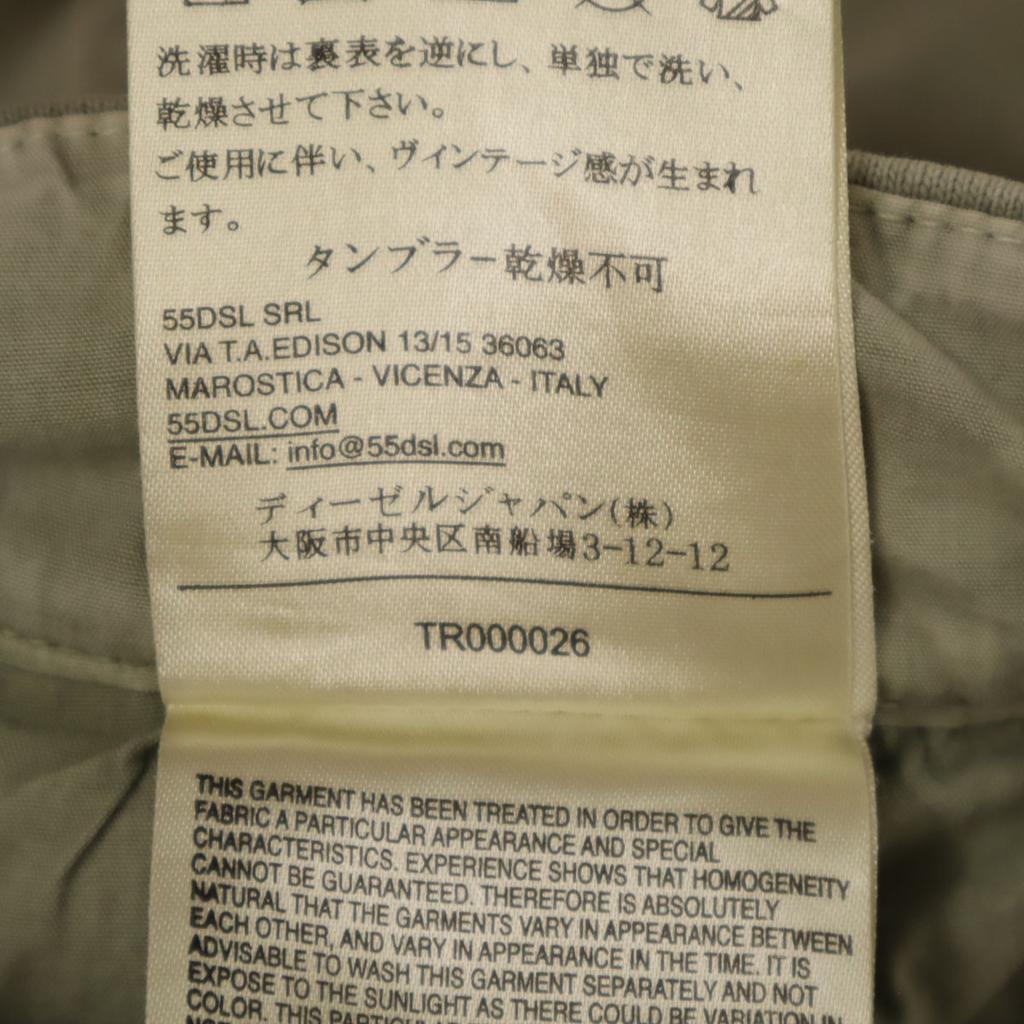 洗濯時は裏表を逆にし、単独で洗い、
乾燥させて下さい。
ご使用に伴い、ヴィンテージ感が生まれ
ます。
タンブラー乾燥不可
55DSL SRL
VIA T.A.EDISON 13/15 36063
MAROSTICA - VICENZA - ITALY
55DSL.COM
E-MAIL: info@55dsl.com
ディーゼルジャパン(株)
大阪市中央区南船場3-12-12
TR000026
THIS GARMENT HAS BEEN TREATED IN ORDER TO GIVE THE
FABRIC A PARTICULAR APPEARANCE AND SPECIAL
CHARACTERISTICS. EXPERIENCE SHOWS THAT HOMOGENEITY
CANNOT BE GUARANTEED. THEREFORE IS ABSOLUTELY
NATURAL THAT THE GARMENTS VARY IN APPEARANCE BETWEEN
EACH OTHER, AND VARY IN APPEARANCE IN THE TIME. IT IS
ADVISABLE TO WASH THIS GARMENT SEPARATELY AND NOT
EXPOSE TO THE SUNLIGHT AS THERE COULD BE VARIATION IN
COLOR. THIS